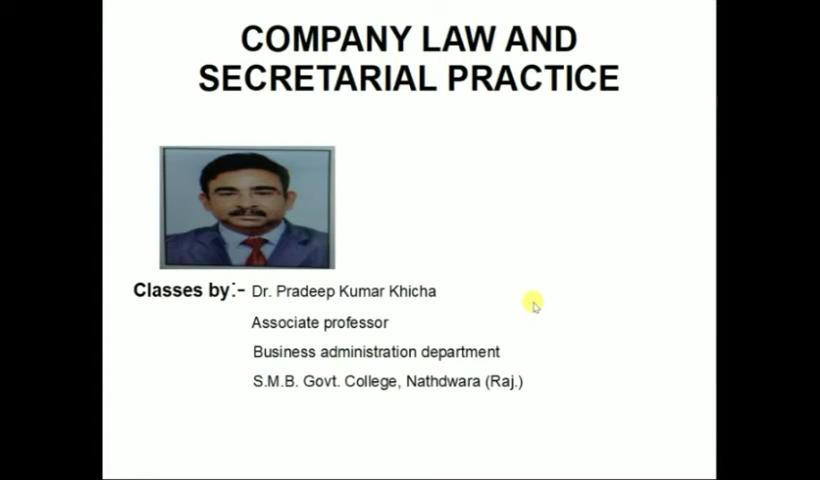 COMPANY LAW AND
SECRETARIAL PRACTICE
Classes by:- Dr. Pradeep Kumar Khicha
Associate professor
Business administration department
S.M.B. Govt. College, Nathdwara (Raj.)